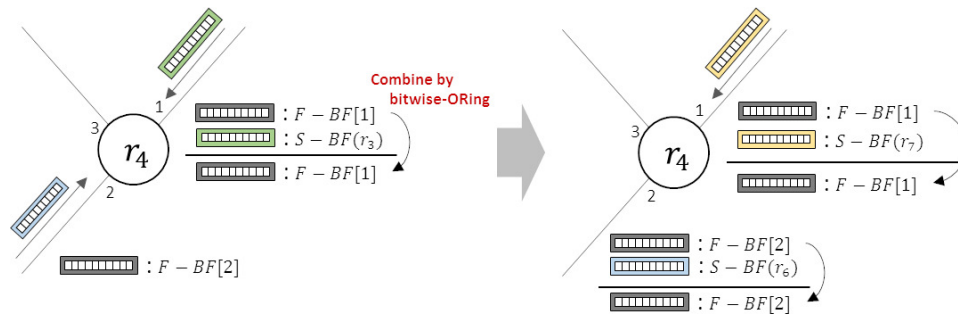 Combine by
bitwise-ORing
1
3
2
r₄
: F − BF[1]
: S − BF(r₃)
: F − BF[1]
: F − BF[2]
1
3
2
r₄
: F − BF[1]
: S − BF(r₇)
: F − BF[1]
: F − BF[2]
: S − BF(r₆)
: F − BF[2]